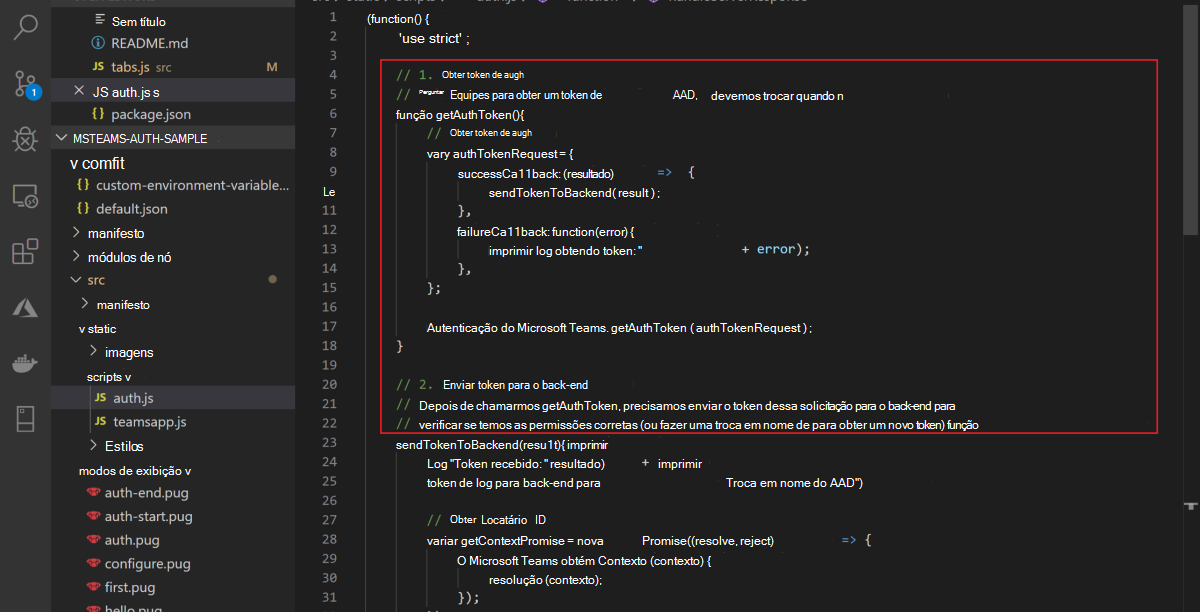 Sem título
README.md
JS tabs.js src M
1
JS auth.js s
{} package.json
MSTEAMS-AUTH-SAMPLE
v comfit
{} custom-environment-variable...
{} default.json
manifesto
módulos de nó
src
manifesto
v static
imagens
scripts v
JS auth.js
JS teamsapp.js
Estilos
modos de exibição v
auth-end.pug
auth-start.pug
auth.pug
configure.pug
first.pug
hello.pug
1 (function() {
2 'use strict' ;
3
4 // 1. Obter token de augh
5 // Perguntar Equipes para obter um token de AAD, devemos trocar quando n
6 função getAuthToken(){
7 // Obter token de augh
8 vary authTokenRequest = {
9 successCa11back: (resultado) => {
Le sendTokenToBackend( result ) ;
11 },
12 failureCa11back: function(error) {
13 imprimir log obtendo token: " + error);
14 },
15 };
16
17 Autenticação do Microsoft Teams. getAuthToken ( authTokenRequest ) ;
18 }
19
20 // 2. Enviar token para o back-end
21 // Depois de chamarmos getAuthToken, precisamos enviar o token dessa solicitação para o back-end para
22 // verificar se temos as permissões corretas (ou fazer uma troca em nome de para obter um novo token) função
23 sendTokenToBackend(resu1t){ imprimir
24 Log "Token recebido: " resultado) + imprimir
25 token de log para back-end para Troca em nome do AAD")
26
27 // Obter Locatário ID
28 variar getContextPromise = nova Promise((resolve, reject) => {
29 O Microsoft Teams obtém Contexto (contexto) {
30 resolução (contexto);
31 });